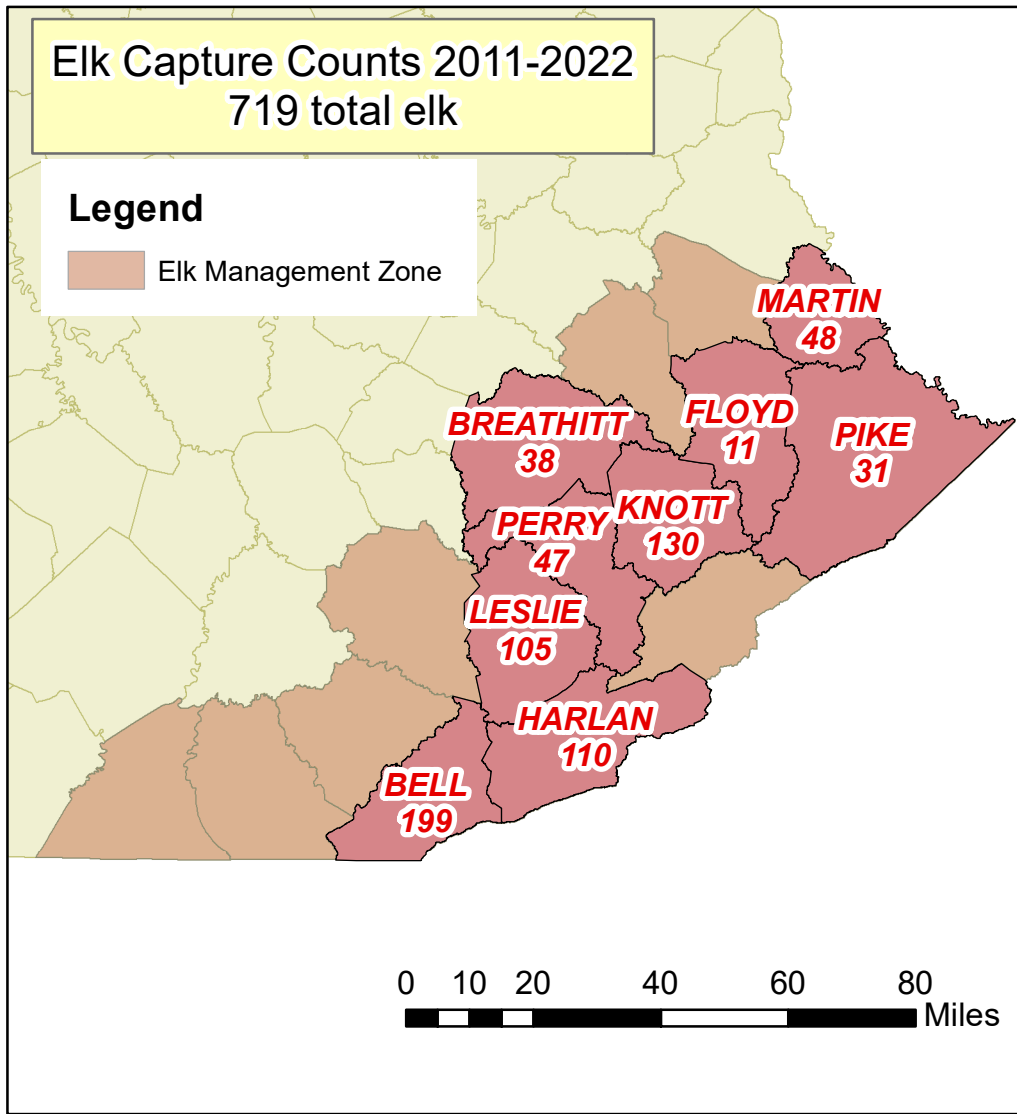 Elk Capture Counts 2011-2022
719 total elk
Legend
Elk Management Zone
MARTIN
48
BREATHITT
38
FLOYD
11
PIKE
31
KNOTT
130
PERRY
47
LESLIE
105
HARLAN
110
BELL
199
0 10 20 40 60 80
Miles